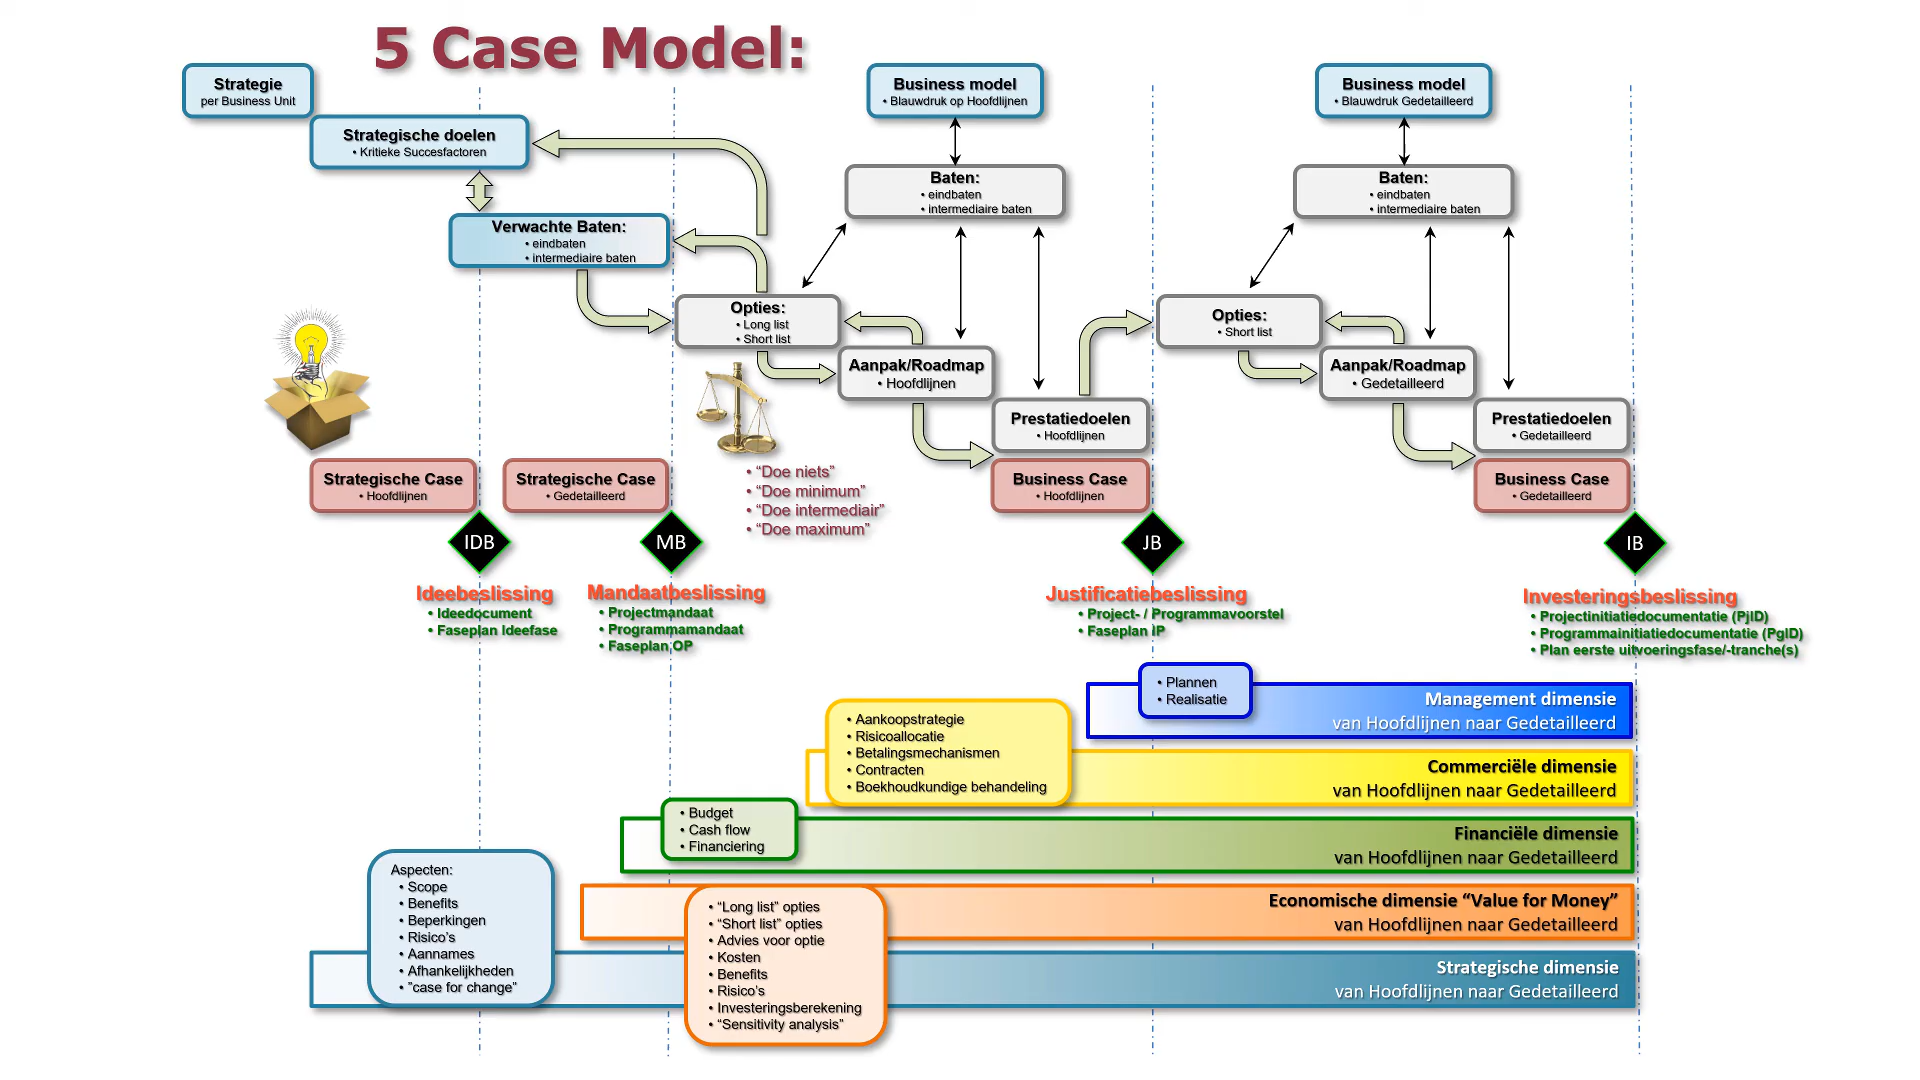 5 Case Model:
Strategie
per Business Unit
Strategische doelen
• Kritieke Succesfactoren
Verwachte Baten:
• eindbaten
• intermediaire baten
Business model
• Blauwdruk op Hoofdlijnen
Baten:
• eindbaten
• intermediaire baten
Opties:
• Long list
• Short list
Aanpak/Roadmap
• Hoofdlijnen
Prestatiedoelen
• Hoofdlijnen
Business model
• Blauwdruk Gedetailleerd
Baten:
• eindbaten
• intermediaire baten
Opties:
• Short list
Aanpak/Roadmap
• Gedetailleerd
Prestatiedoelen
• Gedetailleerd
Strategische Case
• Hoofdlijnen
Strategische Case
• Gedetailleerd
• “Doe niets”
• “Doe minimum”
• “Doe intermediair”
• “Doe maximum”
Business Case
• Hoofdlijnen
Business Case
• Gedetailleerd
IDB
MB
JB
IB
Ideebeslissing
• Ideedocument
• Faseplan Ideefase
Mandaatbeslissing
• Projectmandaat
• Programmamandaat
• Faseplan OP
Justificatiebeslissing
• Project- / Programmavoorstel
• Faseplan IP
Investeringsbeslissing
• Projectinitiatiedocumentatie (PjID)
• Programmainitiatiedocumentatie (PgID)
• Plan eerste uitvoeringsfase/-tranche(s)
• Plannen
• Realisatie
Management dimensie
van Hoofdlijnen naar Gedetailleerd
• Aankoopstrategie
• Risicoallocatie
• Betalingsmechanismen
• Contracten
• Boekhoudkundige behandeling
Commerciële dimensie
van Hoofdlijnen naar Gedetailleerd
• Budget
• Cash flow
• Financiering
Financiële dimensie
van Hoofdlijnen naar Gedetailleerd
• “Long list” opties
• “Short list” opties
• Advies voor optie
• Kosten
• Benefits
• Risico’s
• Investeringsberekening
• “Sensitivity analysis”
Economische dimensie “Value for Money”
van Hoofdlijnen naar Gedetailleerd
Aspecten:
• Scope
• Benefits
• Beperkingen
• Risico’s
• Aannames
• Afhankelijkheden
• ”case for change”
Strategische dimensie
van Hoofdlijnen naar Gedetailleerd